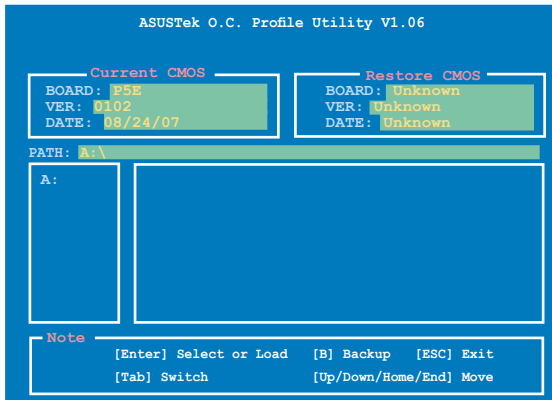 ASUSTek O.C. Profile Utility V1.06
Current CMOS
BOARD: P5E
VER: 0102
DATE: 08/24/07
Restore CMOS
BOARD: Unknown
VER: Unknown
DATE: Unknown
PATH: A:\
A:
Note
[Enter] Select or Load [B] Backup [ESC] Exit
[Tab] Switch [Up/Down/Home/End] Move